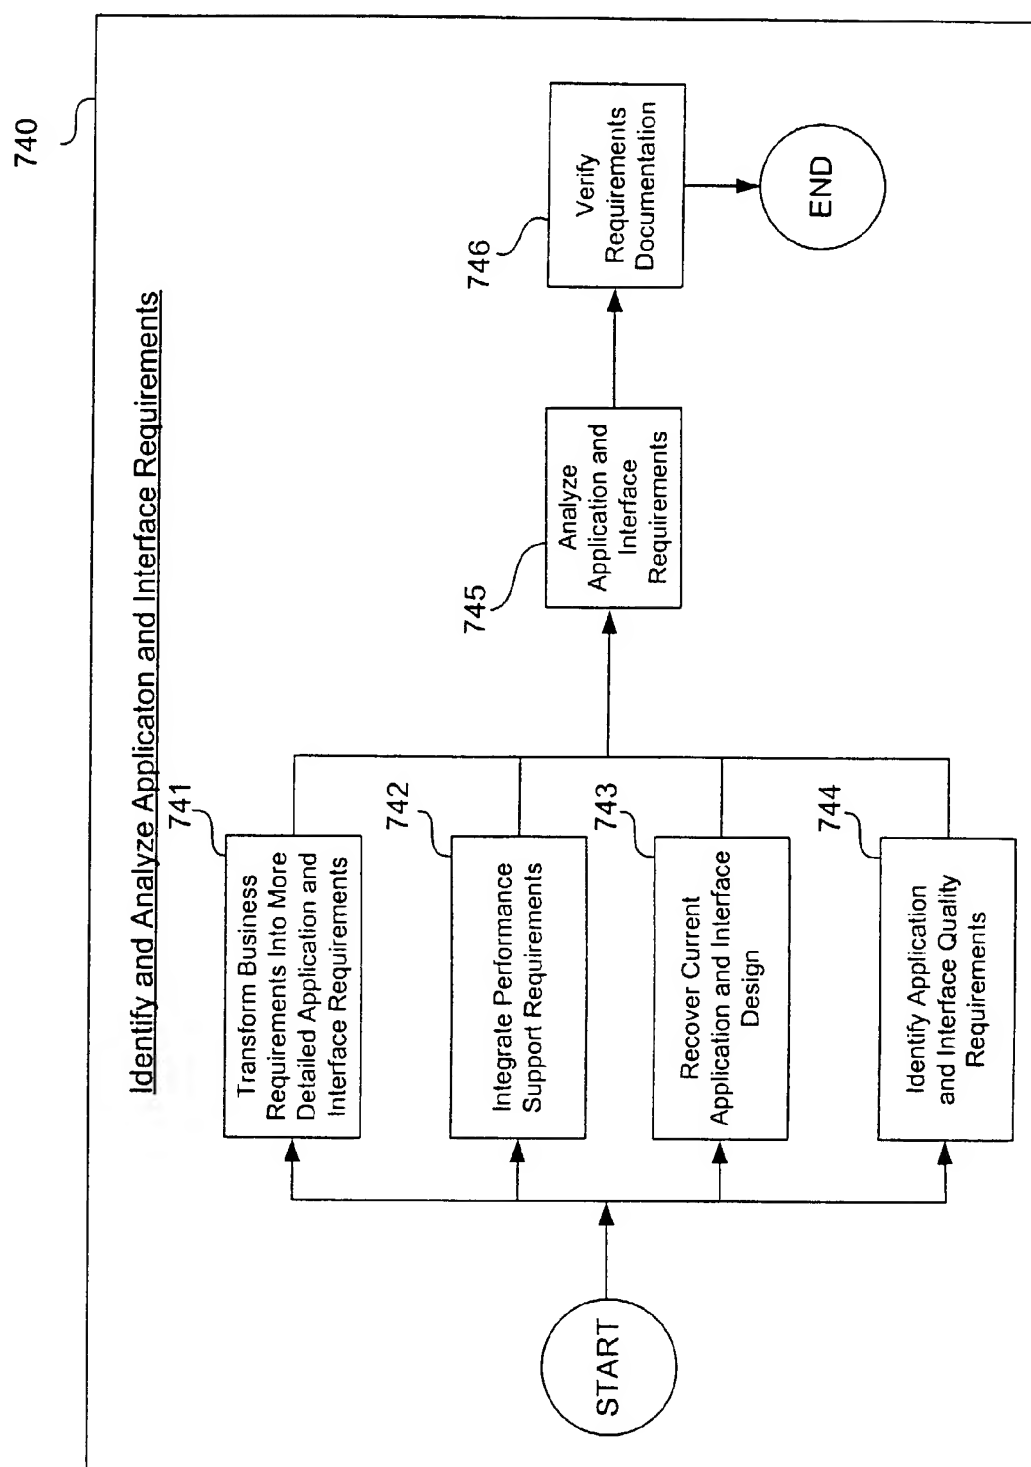 740
Identify and Analyze Applicaton and Interface Requirements
START
741
Transform Business
Requirements Into More
Detailed Application and
Interface Requirements
742
Integrate Performance
Support Requirements
743
Recover Current
Application and Interface
Design
744
Identify Application
and Interface Quality
Requirements
745
Analyze
Application and
Interface
Requirements
746
Verify
Requirements
Documentation
END